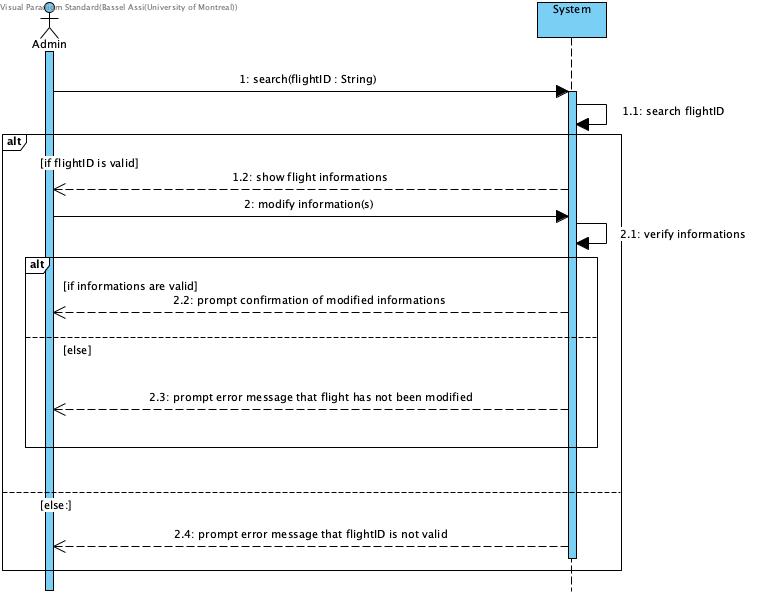 Visual Paradigm Standard(Bassel Assi(University of Montreal))
System
Admin
1: search(flightID : String)
1.1: search flightID
alt
[if flightID is valid]
1.2: show flight informations
2: modify information(s)
2.1: verify informations
alt
[if informations are valid]
2.2: prompt confirmation of modified informations
[else]
2.3: prompt error message that flight has not been modified
[else:]
2.4: prompt error message that flightID is not valid